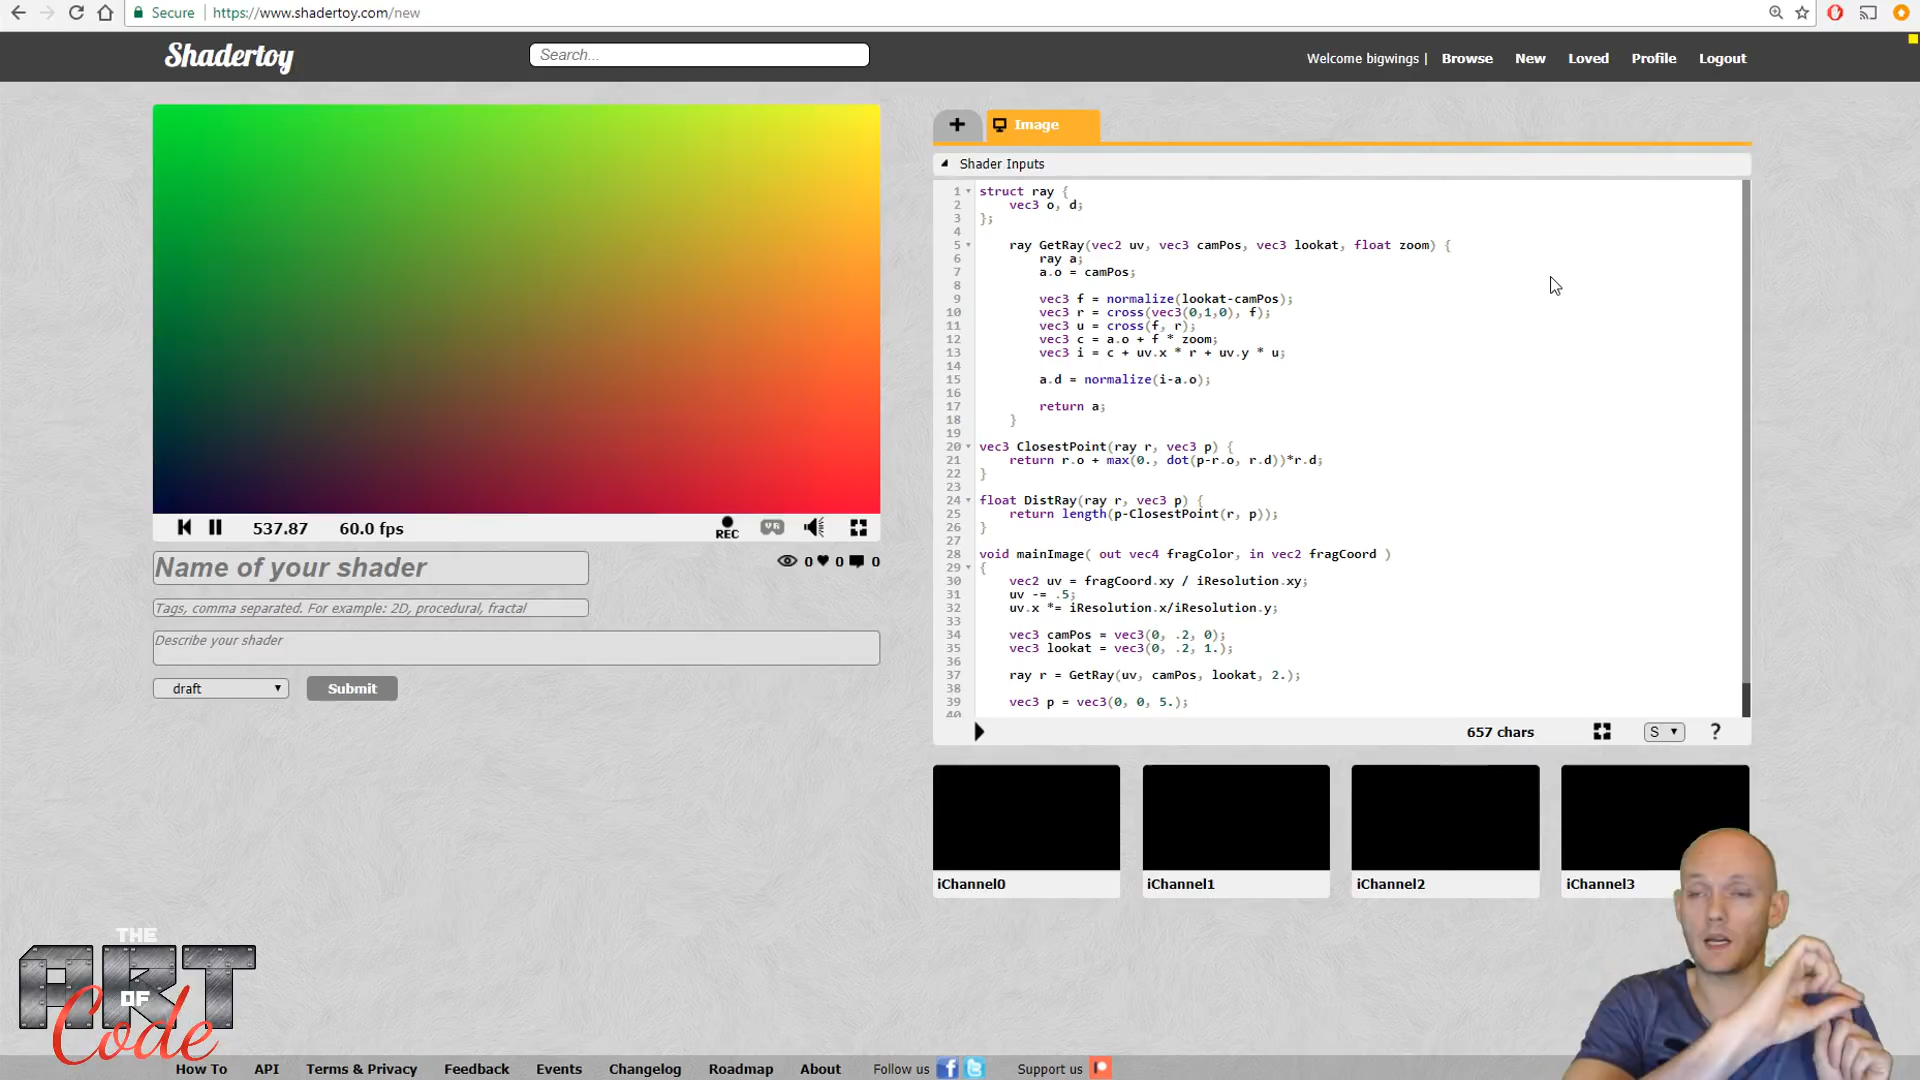 Secure
https://www.shadertoy.com/new
Shadertoy
Search...
Welcome bigwings |
Browse
New
Loved
Profile
Logout
+
Image
Shader Inputs
1 struct ray {
2 vec3 o, d;
3 };
4
5 ray GetRay(vec2 uv, vec3 camPos, vec3 lookat, float zoom) {
6 ray a;
7 a.o = camPos;
8
9 vec3 f = normalize(lookat-camPos);
10 vec3 r = cross(vec3(0,1,0), f);
11 vec3 u = cross(f, r);
12 vec3 c = a.o + f * zoom;
13 vec3 i = c + uv.x * r + uv.y * u;
14
15 a.d = normalize(i-a.o);
16
17 return a;
18 }
19
20 vec3 ClosestPoint(ray r, vec3 p) {
21 return r.o + max(0., dot(p-r.o, r.d))*r.d;
22 }
23
24 float DistRay(ray r, vec3 p) {
25 return length(p-ClosestPoint(r, p));
26 }
27
28 void mainImage( out vec4 fragColor, in vec2 fragCoord )
29 {
30 vec2 uv = fragCoord.xy / iResolution.xy;
31 uv -= .5;
32 uv.x *= iResolution.x/iResolution.y;
33
34 vec3 camPos = vec3(0, .2, 0);
35 vec3 lookat = vec3(0, .2, 1.);
36
37 ray r = GetRay(uv, camPos, lookat, 2.);
38
39 vec3 p = vec3(0, 0, 5.);
40
657 chars
S
?
537.87
60.0 fps
REC
VR
Name of your shader
0
0
0
Tags, comma separated. For example: 2D, procedural, fractal
Describe your shader
draft
Submit
iChannel0
iChannel1
iChannel2
iChannel3
THE
ART
OF
Code
How To
API
Terms & Privacy
Feedback
Events
Changelog
Roadmap
About
Follow us
Support us